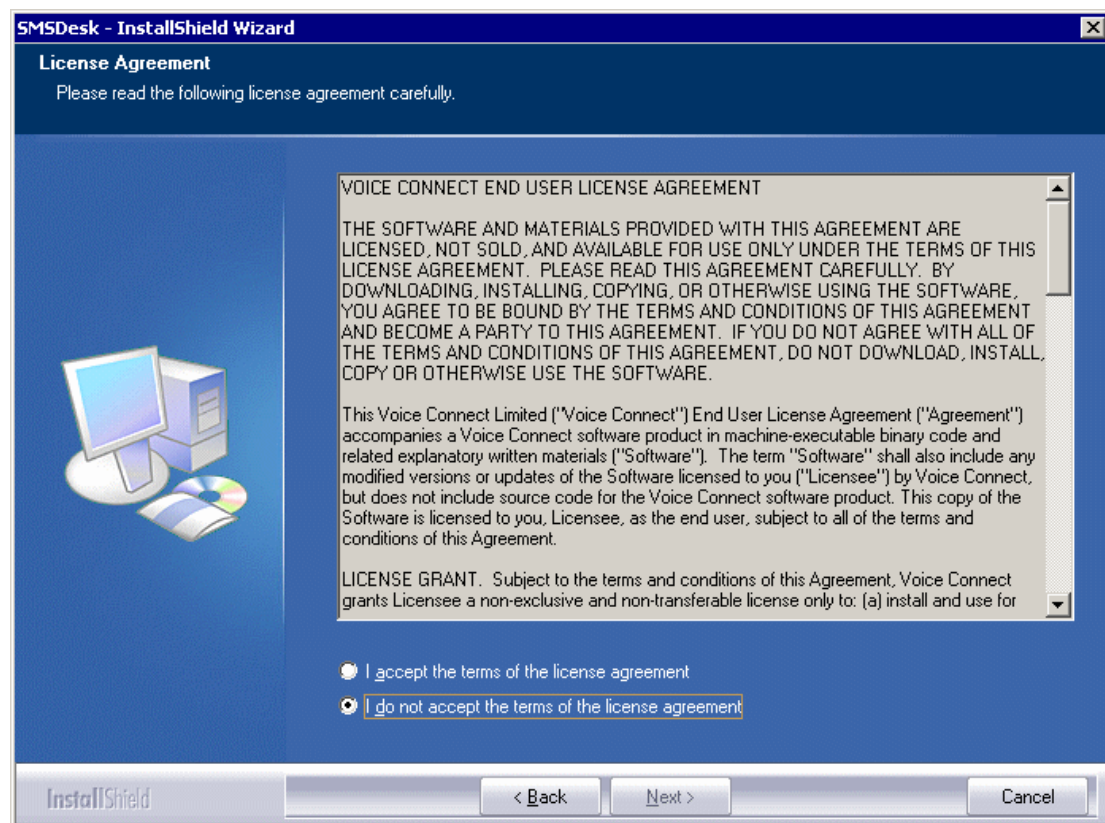 SMSDesk - InstallShield Wizard
License Agreement
Please read the following license agreement carefully.
VOICE CONNECT END USER LICENSE AGREEMENT
THE SOFTWARE AND MATERIALS PROVIDED WITH THIS AGREEMENT ARE
LICENSED, NOT SOLD, AND AVAILABLE FOR USE ONLY UNDER THE TERMS OF THIS
LICENSE AGREEMENT.  PLEASE READ THIS AGREEMENT CAREFULLY.  BY
DOWNLOADING, INSTALLING, COPYING, OR OTHERWISE USING THE SOFTWARE,
YOU AGREE TO BE BOUND BY THE TERMS AND CONDITIONS OF THIS AGREEMENT
AND BECOME A PARTY TO THIS AGREEMENT.  IF YOU DO NOT AGREE WITH ALL OF
THE TERMS AND CONDITIONS OF THIS AGREEMENT, DO NOT DOWNLOAD, INSTALL,
COPY OR OTHERWISE USE THE SOFTWARE.
This Voice Connect Limited ("Voice Connect") End User License Agreement ("Agreement")
accompanies a Voice Connect software product in machine-executable binary code and
related explanatory written materials ("Software").  The term "Software" shall also include any
modified versions or updates of the Software licensed to you ("Licensee") by Voice Connect,
but does not include source code for the Voice Connect software product. This copy of the
Software is licensed to you, Licensee, as the end user, subject to all of the terms and
conditions of this Agreement.
LICENSE GRANT.  Subject to the terms and conditions of this Agreement, Voice Connect
grants Licensee a non-exclusive and non-transferable license only to: (a) install and use for
I accept the terms of the license agreement
I do not accept the terms of the license agreement
InstallShield
< Back
Next >
Cancel